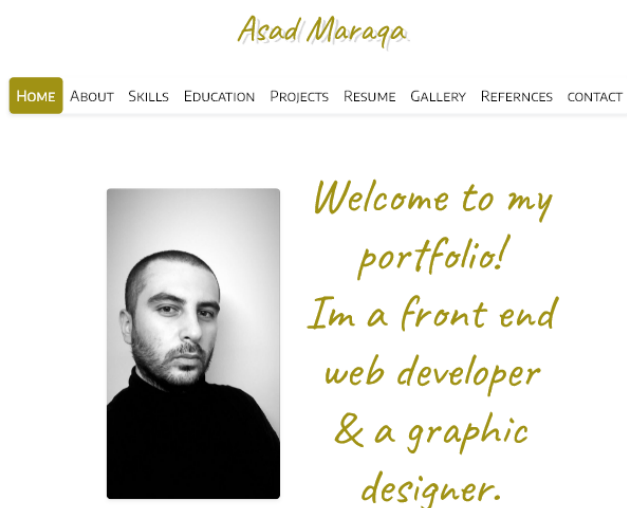 Asad Maraqa
Home About Skills Education Projects Resume Gallery Refernces contact
Welcome to my
portfolio!
Im a front end
web developer
& a graphic
designer.